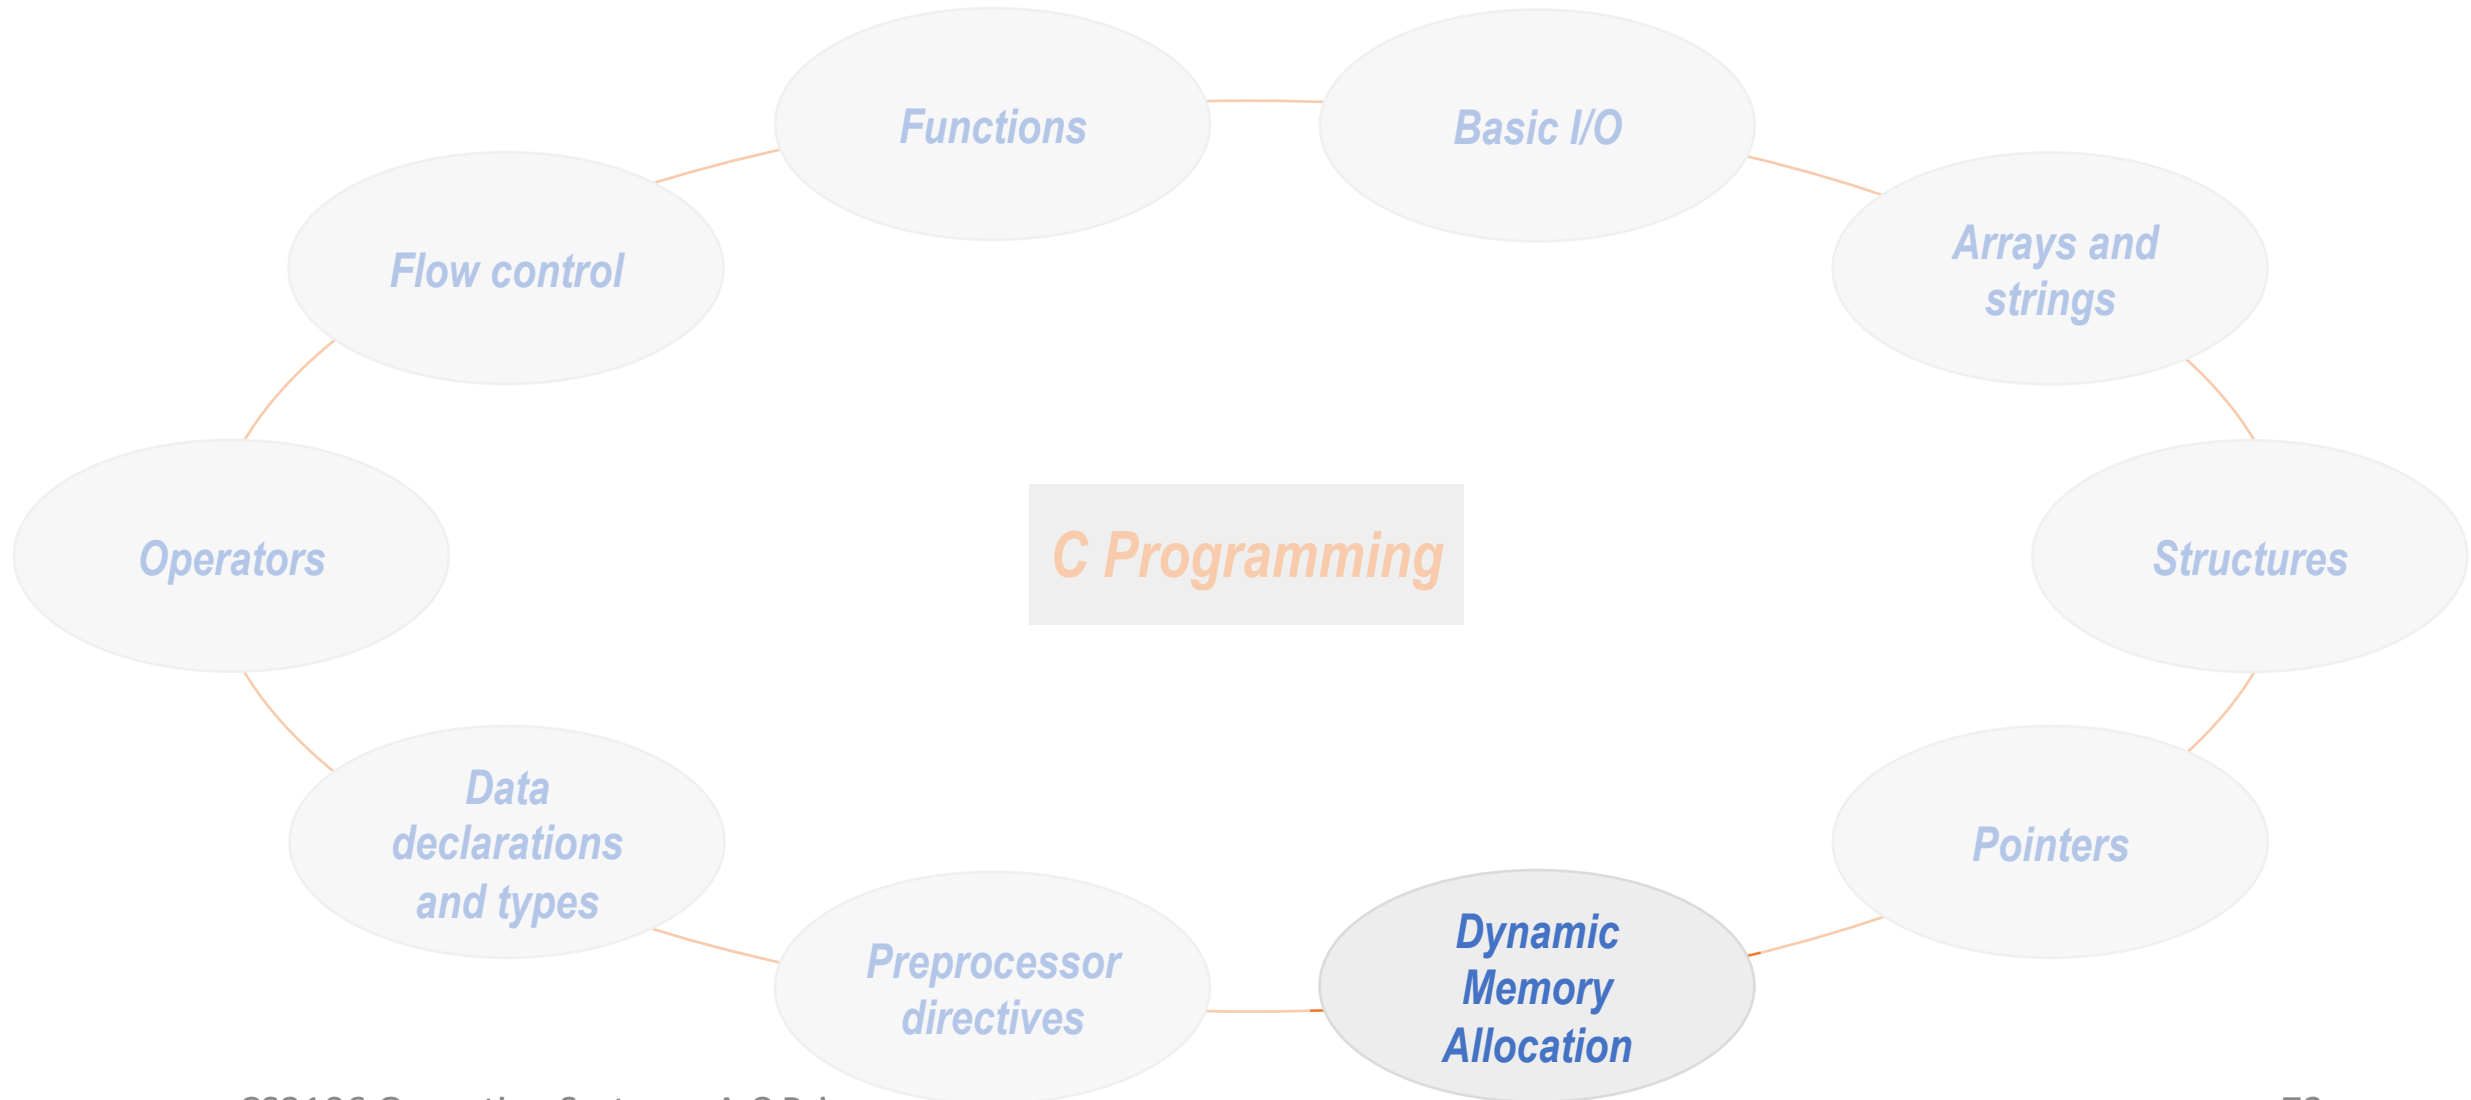 Functions
Basic I/O
Flow control
Arrays and
strings
Operators
C Programming
Structures
Data
declarations
and types
Pointers
Preprocessor
directives
Dynamic
Memory
Allocation